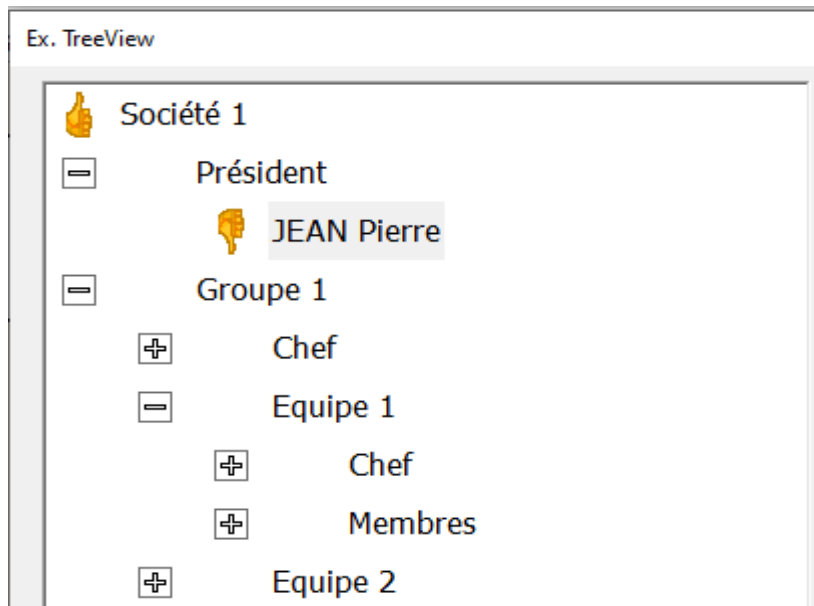 Ex. TreeView
Société 1
Président
JEAN Pierre
Groupe 1
Chef
Equipe 1
Chef
Membres
Equipe 2